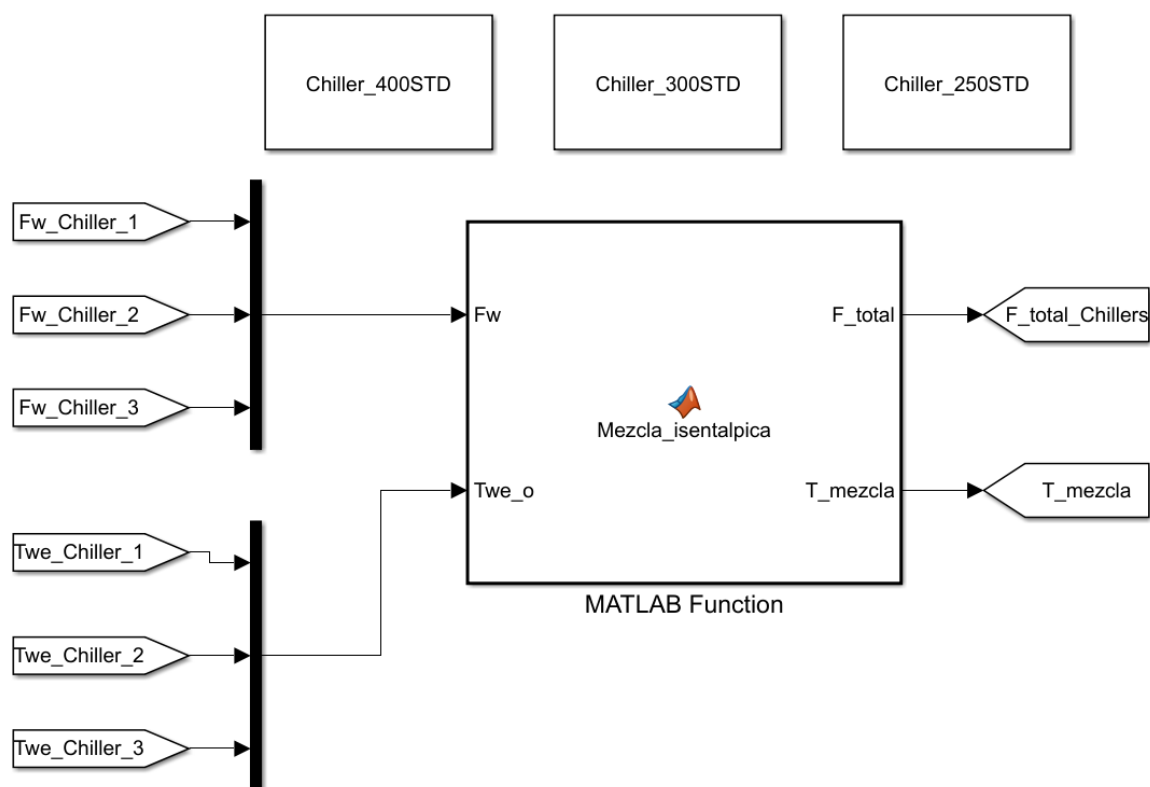 Chiller_400STD
Chiller_300STD
Chiller_250STD
Fw_Chiller_1
Fw_Chiller_2
Fw_Chiller_3
Fw
F_total
F_total_Chillers
Mezcla_isentalpica
Twe_o
T_mezcla
T_mezcla
Twe_Chiller_1
Twe_Chiller_2
Twe_Chiller_3
MATLAB Function